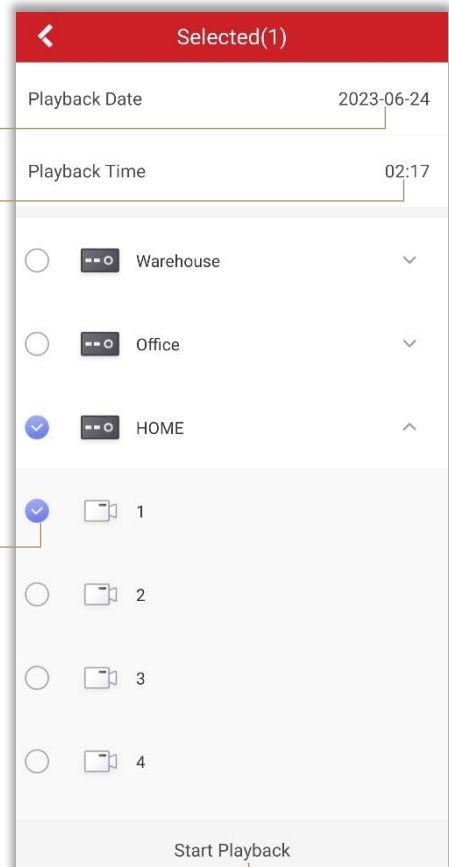 Selected(1)
Playback Date 2023-06-24
Playback Time 02:17
Warehouse
Office
HOME
1
2
3
4
Start Playback